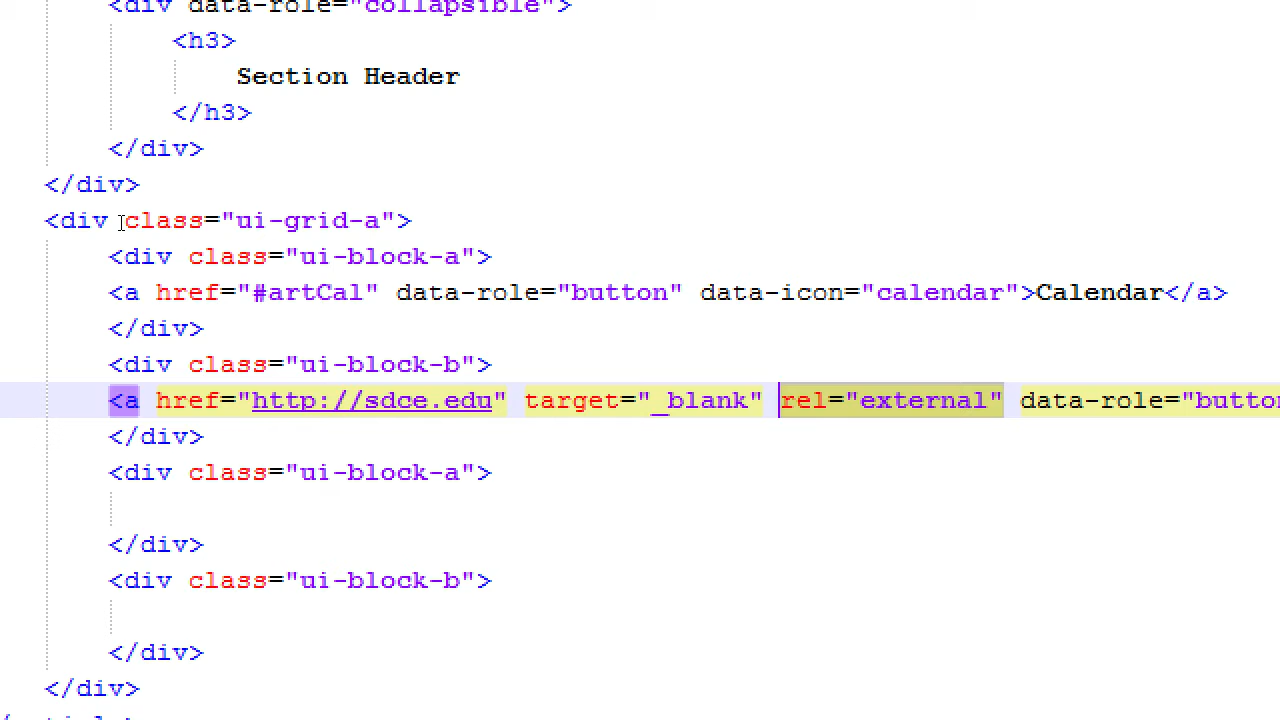 <div data-role="collapsible">
<h3>
Section Header
</h3>
</div>
</div>
<div class="ui-grid-a">
<div class="ui-block-a">
<a href="#artCal" data-role="button" data-icon="calendar">Calendar</a>
</div>
<div class="ui-block-b">
<a href="http://sdce.edu" target="_blank" rel="external" data-role="button
</div>
<div class="ui-block-a">
</div>
<div class="ui-block-b">
</div>
</div>